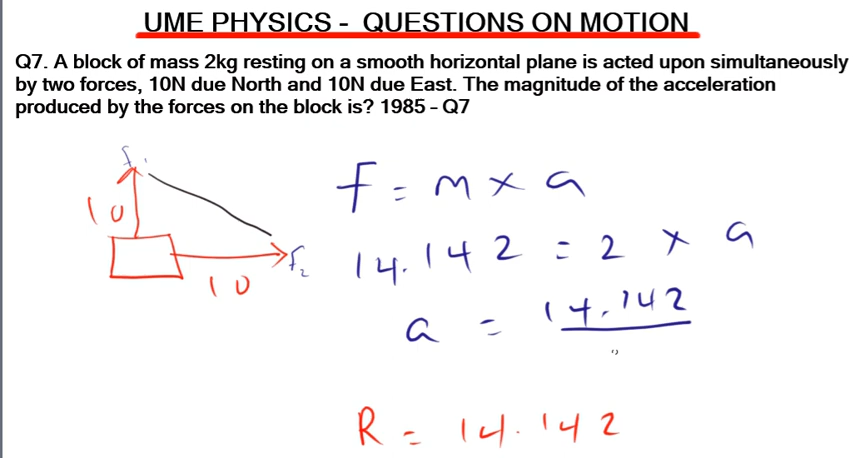 UME PHYSICS - QUESTIONS ON MOTION
Q7. A block of mass 2kg resting on a smooth horizontal plane is acted upon simultaneously
by two forces, 10N due North and 10N due East. The magnitude of the acceleration
produced by the forces on the block is? 1985 – Q7
f₁
10
f₂
10
f = m × a
14.142 = 2 × a
a = 14.142
R = 14.142